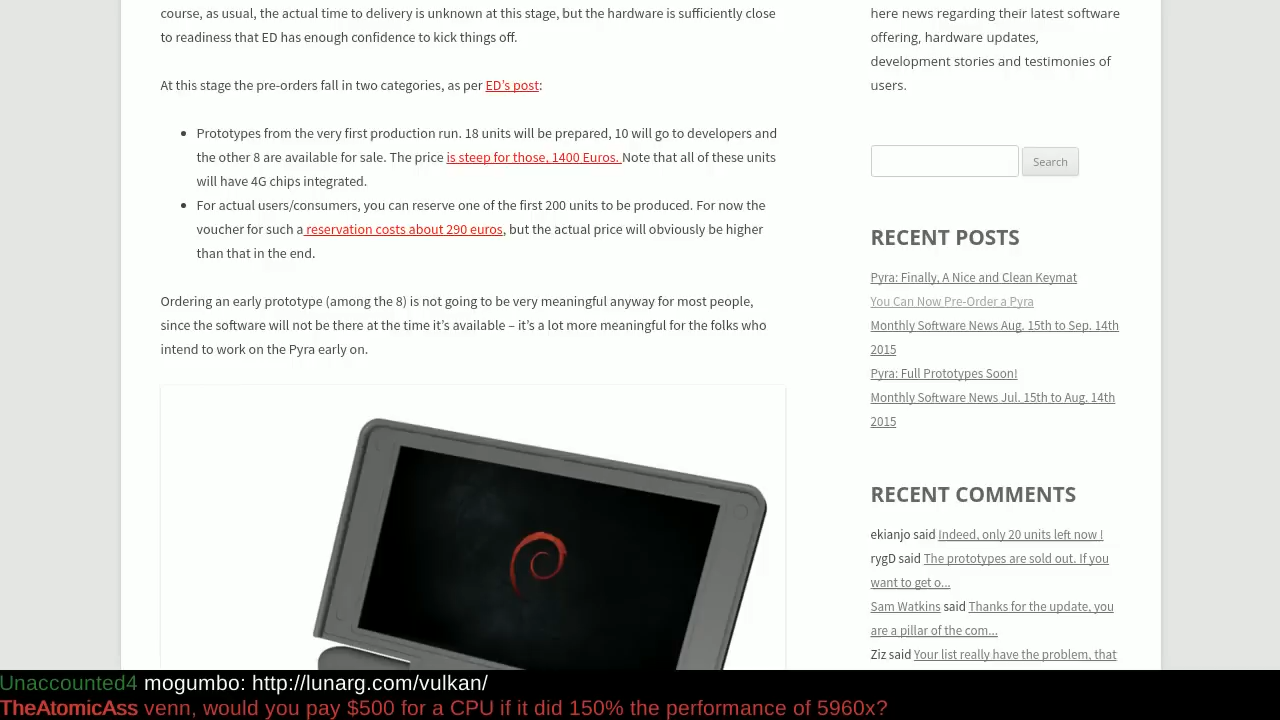 course, as usual, the actual time to delivery is unknown at this stage, but the hardware is sufficiently close
to readiness that ED has enough confidence to kick things off.
At this stage the pre-orders fall in two categories, as per ED's post:
Prototypes from the very first production run. 18 units will be prepared, 10 will go to developers and
the other 8 are available for sale. The price is steep for those, 1400 Euros. Note that all of these units
will have 4G chips integrated.
For actual users/consumers, you can reserve one of the first 200 units to be produced. For now the
voucher for such a reservation costs about 290 euros, but the actual price will obviously be higher
than that in the end.
Ordering an early prototype (among the 8) is not going to be very meaningful anyway for most people,
since the software will not be there at the time it's available – it's a lot more meaningful for the folks who
intend to work on the Pyra early on.
here news regarding their latest software
offering, hardware updates,
development stories and testimonies of
users.
Search
RECENT POSTS
Pyra: Finally, A Nice and Clean Keymat
You Can Now Pre-Order a Pyra
Monthly Software News Aug. 15th to Sep. 14th
2015
Pyra: Full Prototypes Soon!
Monthly Software News Jul. 15th to Aug. 14th
2015
RECENT COMMENTS
ekianjo said Indeed, only 20 units left now !
rygD said The prototypes are sold out. If you
want to get o...
Sam Watkins said Thanks for the update, you
are a pillar of the com...
Ziz said Your list really have the problem, that
Unaccounted4 mogumbo: http://lunarg.com/vulkan/
TheAtomicAss venn, would you pay $500 for a CPU if it did 150% the performance of 5960x?